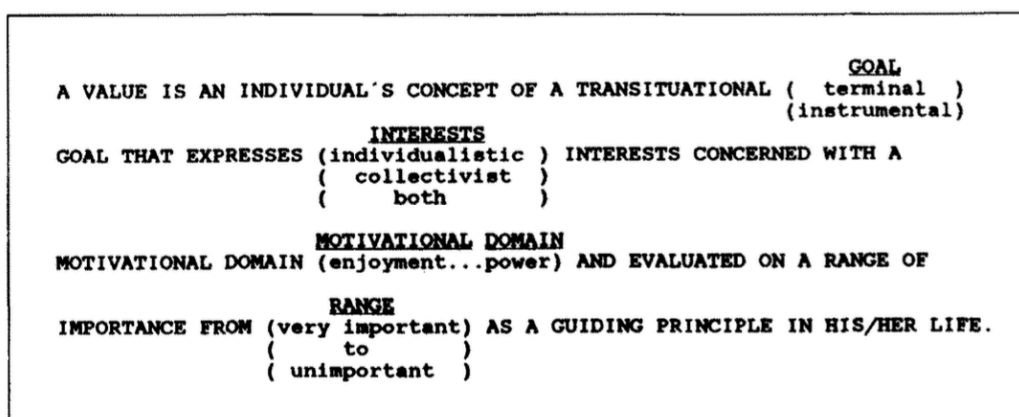 GOAL
A VALUE IS AN INDIVIDUAL'S CONCEPT OF A TRANSITUATIONAL ( terminal )
(instrumental)
INTERESTS
GOAL THAT EXPRESSES (individualistic ) INTERESTS CONCERNED WITH A
( collectivist )
( both )
MOTIVATIONAL DOMAIN
MOTIVATIONAL DOMAIN (enjoyment...power) AND EVALUATED ON A RANGE OF
RANGE
IMPORTANCE FROM (very important) AS A GUIDING PRINCIPLE IN HIS/HER LIFE.
( to )
( unimportant )